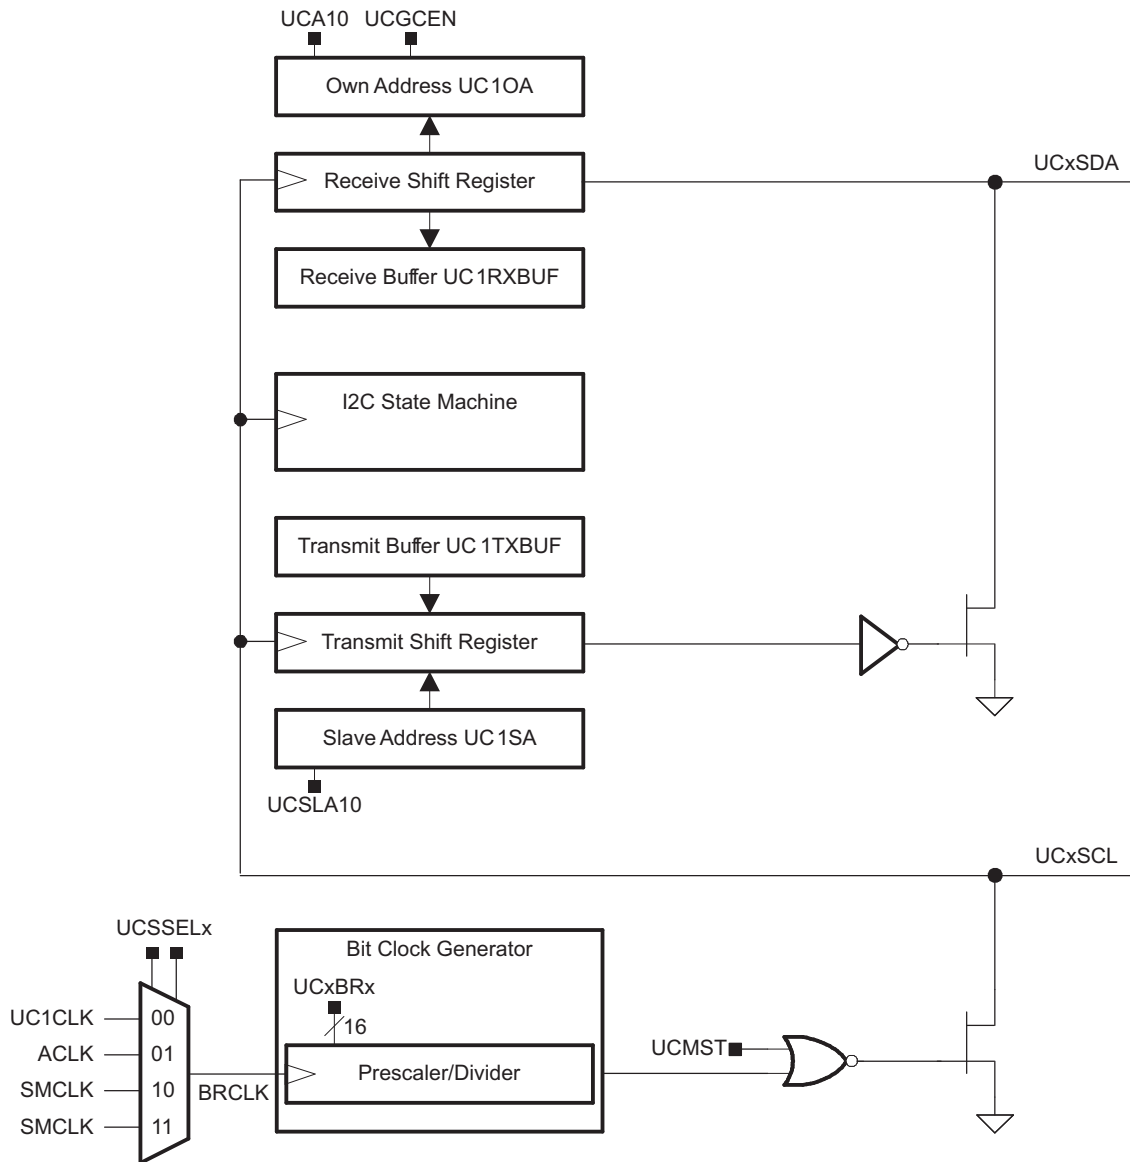 UCA10 UCGCEN
Own Address UC1OA
UCxSDA
Receive Shift Register
Receive Buffer UC1RXBUF
I2C State Machine
Transmit Buffer UC1TXBUF
Transmit Shift Register
Slave Address UC1SA
UCSLA10
UCxSCL
UCSSELx
Bit Clock Generator
UCxBRx
UC1CLK 00
16
ACLK 01
UCMST
Prescaler/Divider
SMCLK 10
BRCLK
SMCLK 11